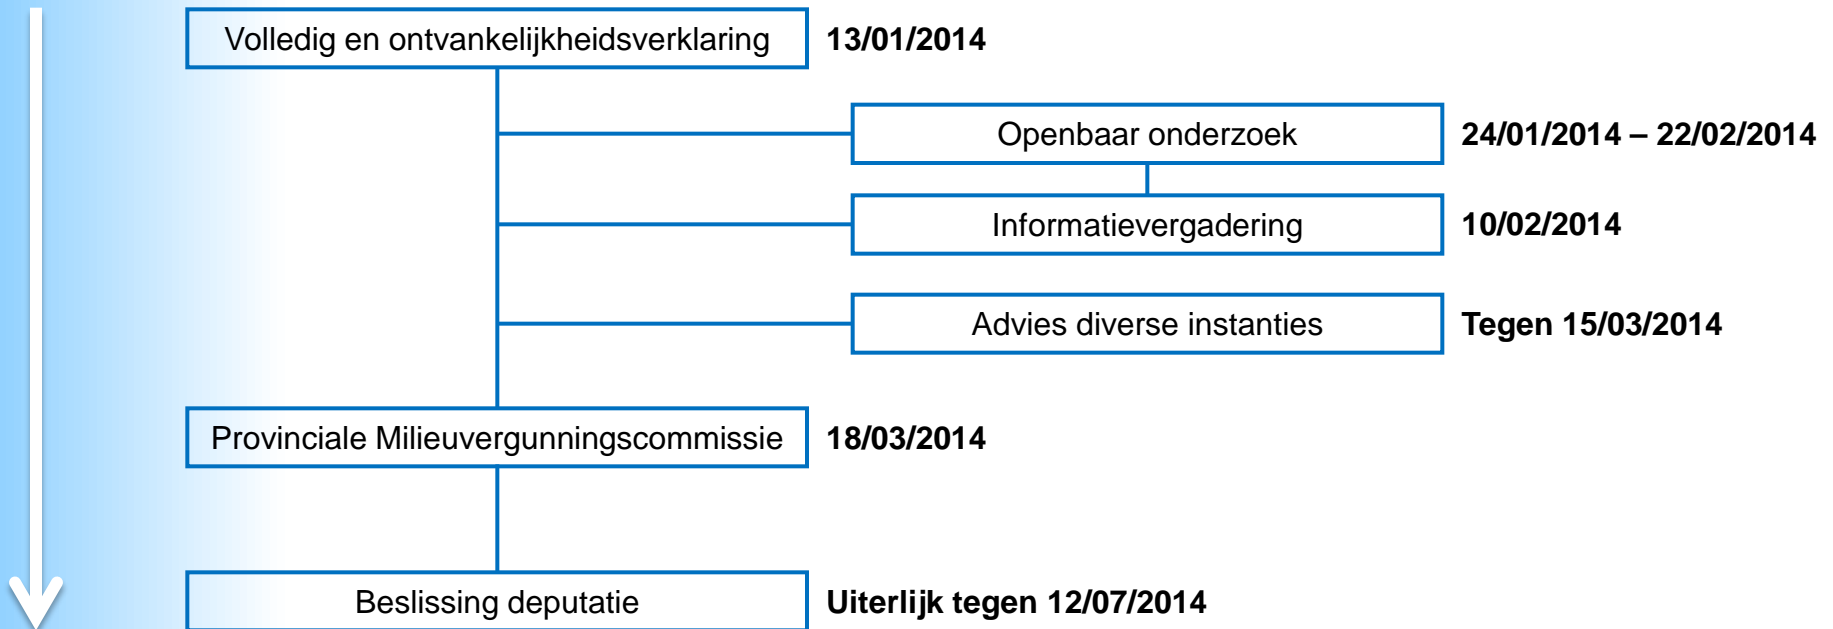 Volledig en ontvankelijkheidsverklaring 13/01/2014
Openbaar onderzoek 24/01/2014 – 22/02/2014
Informatievergadering 10/02/2014
Advies diverse instanties Tegen 15/03/2014
Provinciale Milieuvergunningscommissie 18/03/2014
Beslissing deputatie Uiterlijk tegen 12/07/2014